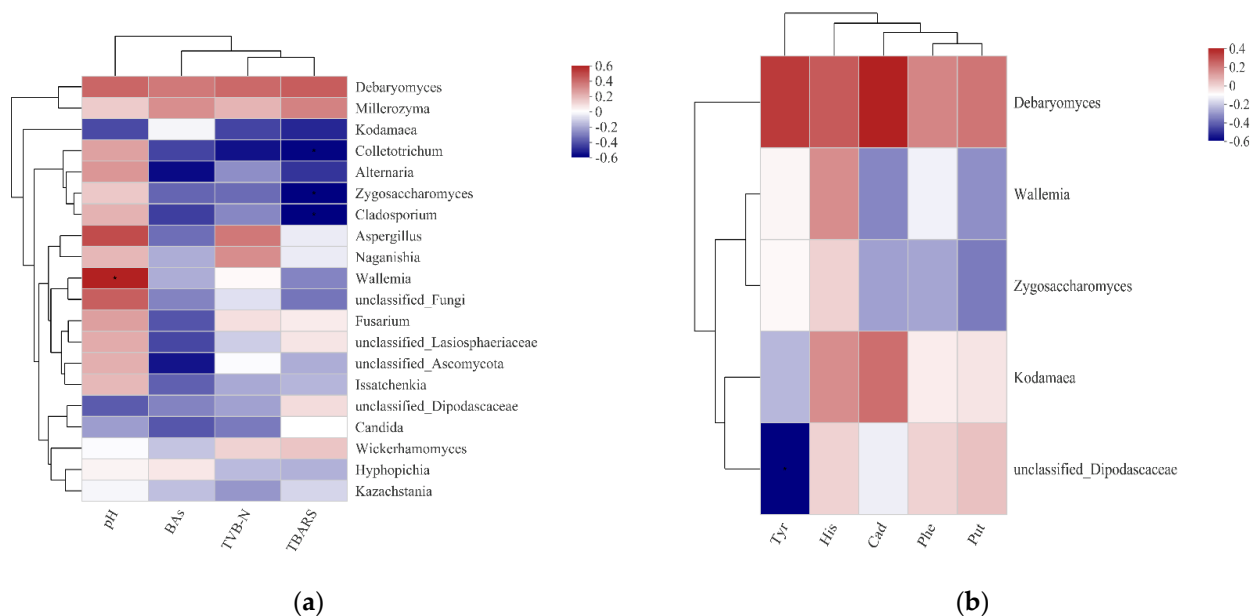 0.6
0.4
0.2
0
-0.2
-0.4
-0.6
Debaryomyces
Millerozyma
Kodamaea
Colletotrichum
Alternaria
Zygosaccharomyces
Cladosporium
Aspergillus
Naganishia
Wallemia
unclassified_Fungi
Fusarium
unclassified_Lasiosphaeriaceae
unclassified_Ascomycota
Issatchenkia
unclassified_Dipodascaceae
Candida
Wickerhamomyces
Hyphopichia
Kazachstania
pH
BAs
TVB-N
TBARS
(a)
0.4
0.2
0
-0.2
-0.4
-0.6
Debaryomyces
Wallemia
Zygosaccharomyces
Kodamaea
unclassified_Dipodascaceae
Tyr
His
Cad
Phe
Put
(b)